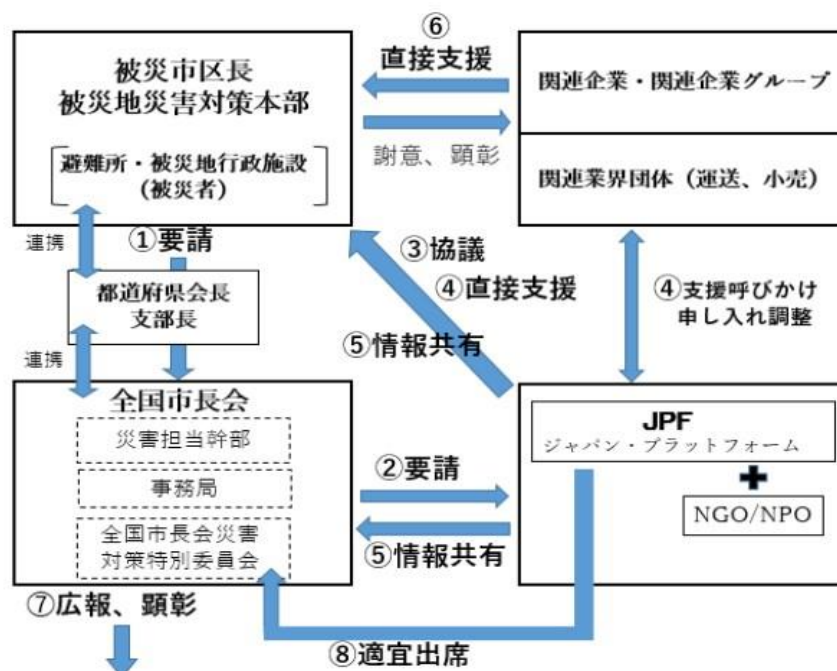 被災市区長
被災地災害対策本部
避難所・被災地行政施設
(被災者)
⑥
直接支援
謝意、顕彰
関連企業・関連企業グループ
関連業界団体（運送、小売）
連携
①要請
都道府県会長
支部長
連携
③協議
④直接支援
⑤情報共有
④支援呼びかけ
申し入れ調整
全国市長会
災害担当幹部
事務局
全国市長会災害
対策特別委員会
②要請
⑤情報共有
JPF
ジャパン・プラットフォーム
+
NGO/NPO
⑦広報、顕彰
⑧適宜出席